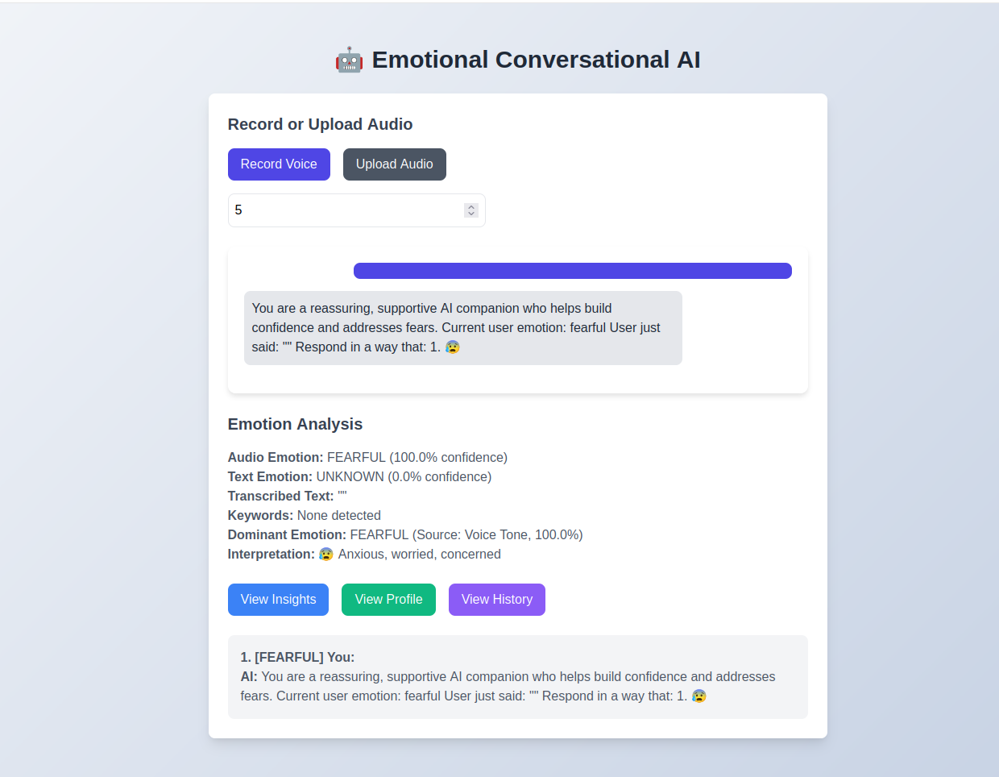 🤖 Emotional Conversational AI
Record or Upload Audio
Record Voice
Upload Audio
5
You are a reassuring, supportive AI companion who helps build
confidence and addresses fears. Current user emotion: fearful User just
said: "" Respond in a way that: 1. 😰
Emotion Analysis
Audio Emotion: FEARFUL (100.0% confidence)
Text Emotion: UNKNOWN (0.0% confidence)
Transcribed Text: ""
Keywords: None detected
Dominant Emotion: FEARFUL (Source: Voice Tone, 100.0%)
Interpretation: 😰 Anxious, worried, concerned
View Insights
View Profile
View History
1. [FEARFUL] You:
AI: You are a reassuring, supportive AI companion who helps build confidence and addresses
fears. Current user emotion: fearful User just said: "" Respond in a way that: 1. 😰